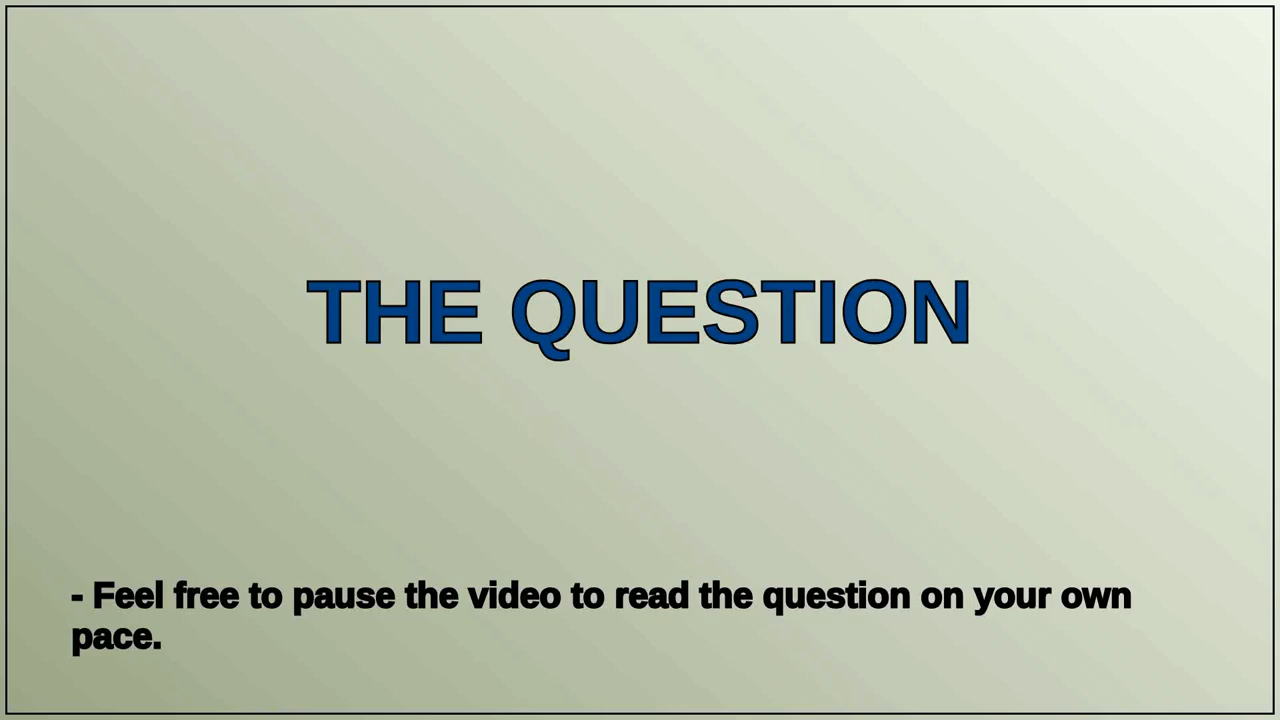 THE QUESTION
- Feel free to pause the video to read the question on your own
pace.